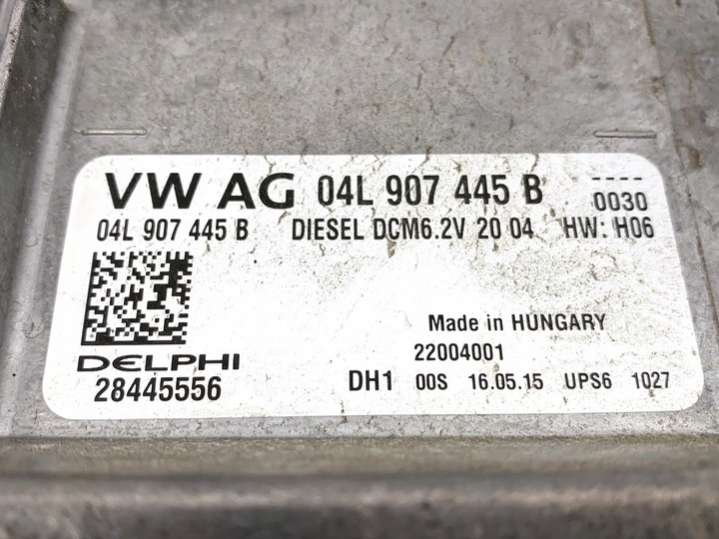 VW AG 04L 907 445 B ----
0030
04L 907 445 B DIESEL DCM6.2V 20 04 HW: H06
Made in HUNGARY
DELPHI 22004001
28445556 DH1 00S 16.05.15 UPS6 1027